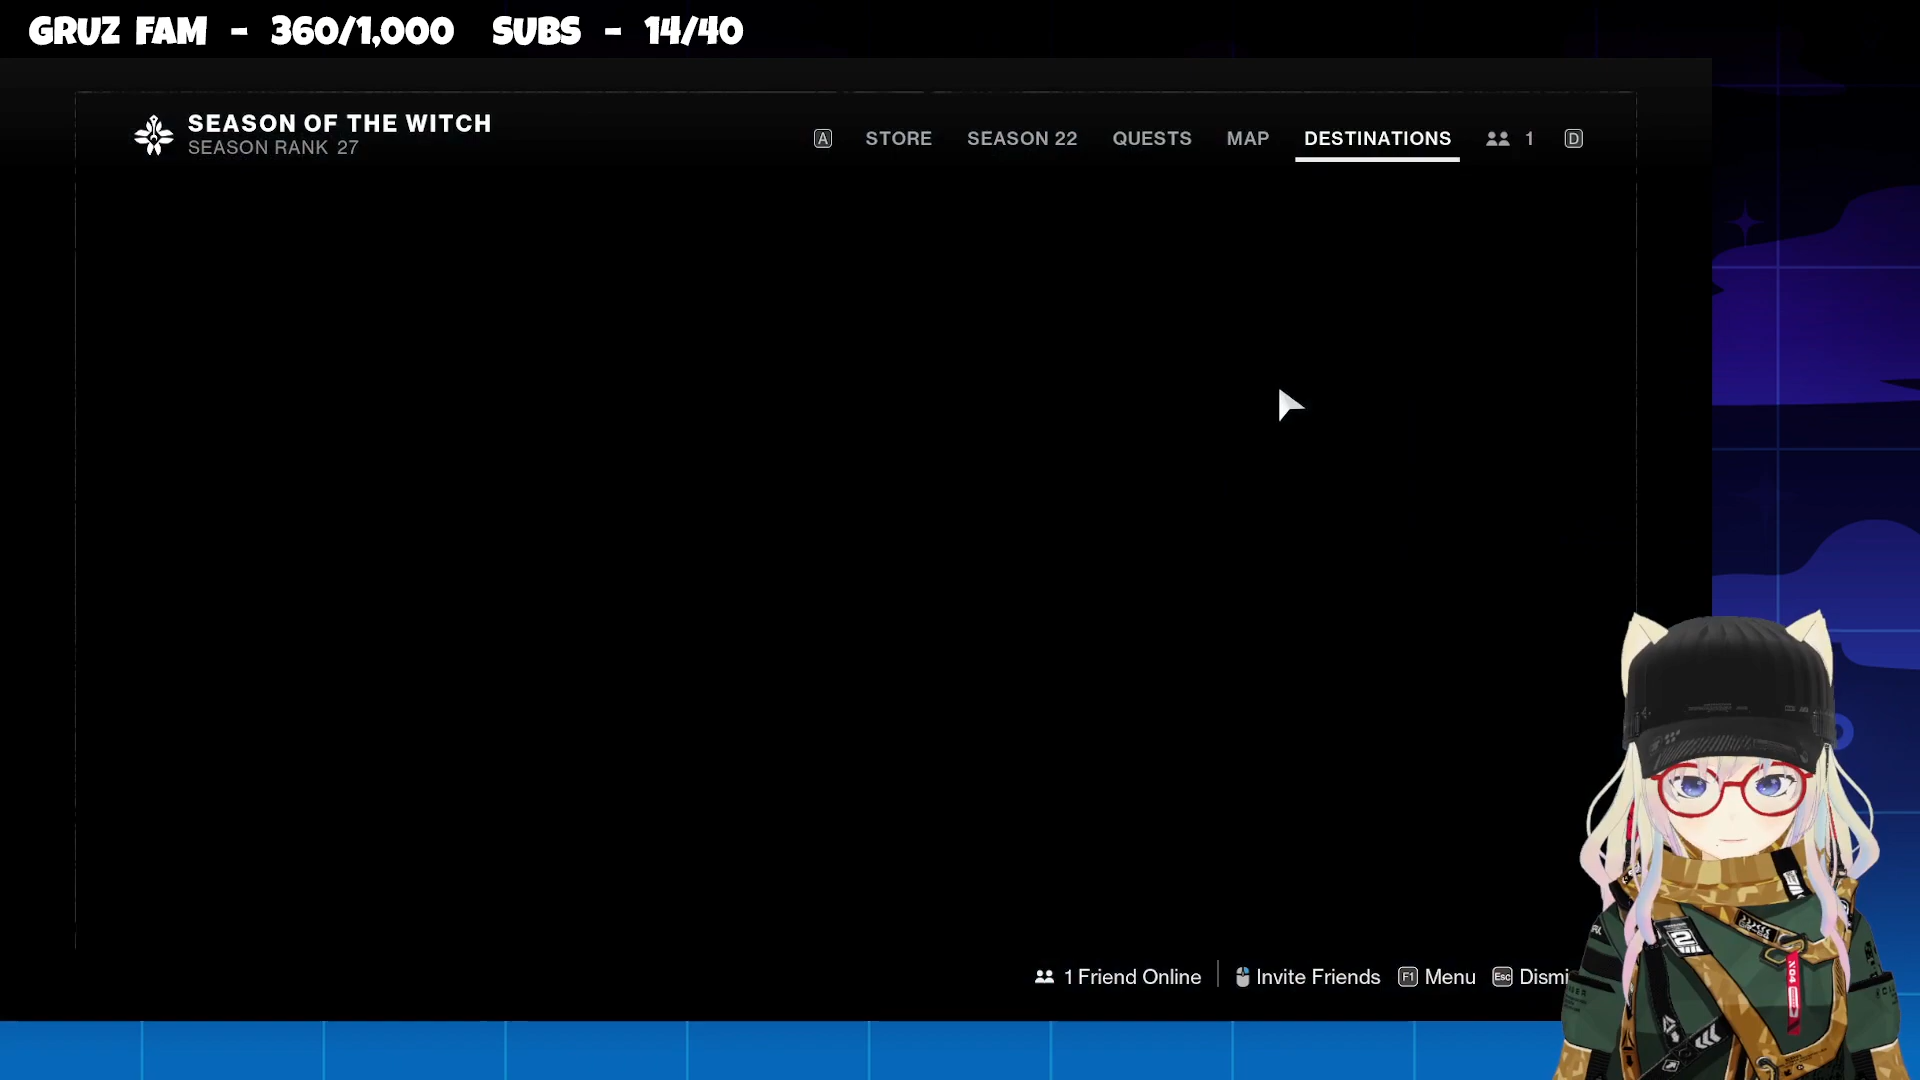 GRUZ FAM - 360/1,000 SUBS - 14/40
SEASON OF THE WITCH
SEASON RANK 27
A STORE SEASON 22 QUESTS MAP DESTINATIONS 1 D
1 Friend Online Invite Friends F1 Menu Esc Dismi